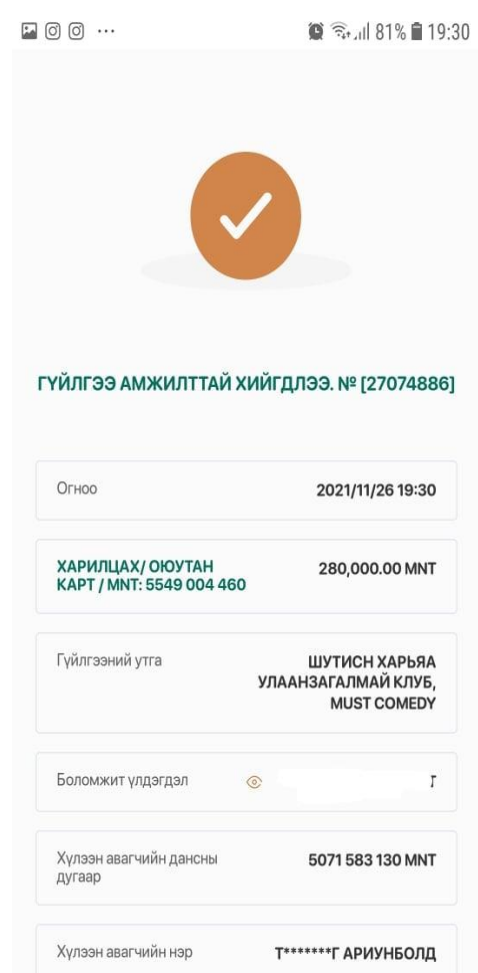 81% 19:30
ГҮЙЛГЭЭ АМЖИЛТТАЙ ХИЙГДЛЭЭ. № [27074886]
Огноо 2021/11/26 19:30
ХАРИЛЦАХ/ ОЮУТАН 280,000.00 MNT
КАРТ / MNT: 5549 004 460
Гүйлгээний утга ШУТИСН ХАРЬЯА
УЛААНЗАГАЛМАЙ КЛУБ,
MUST COMEDY
Боломжит үлдэгдэл
Хүлээн авагчийн дансны 5071 583 130 MNT
дугаар
Хүлээн авагчийн нэр Т*******Г АРИУНБОЛД